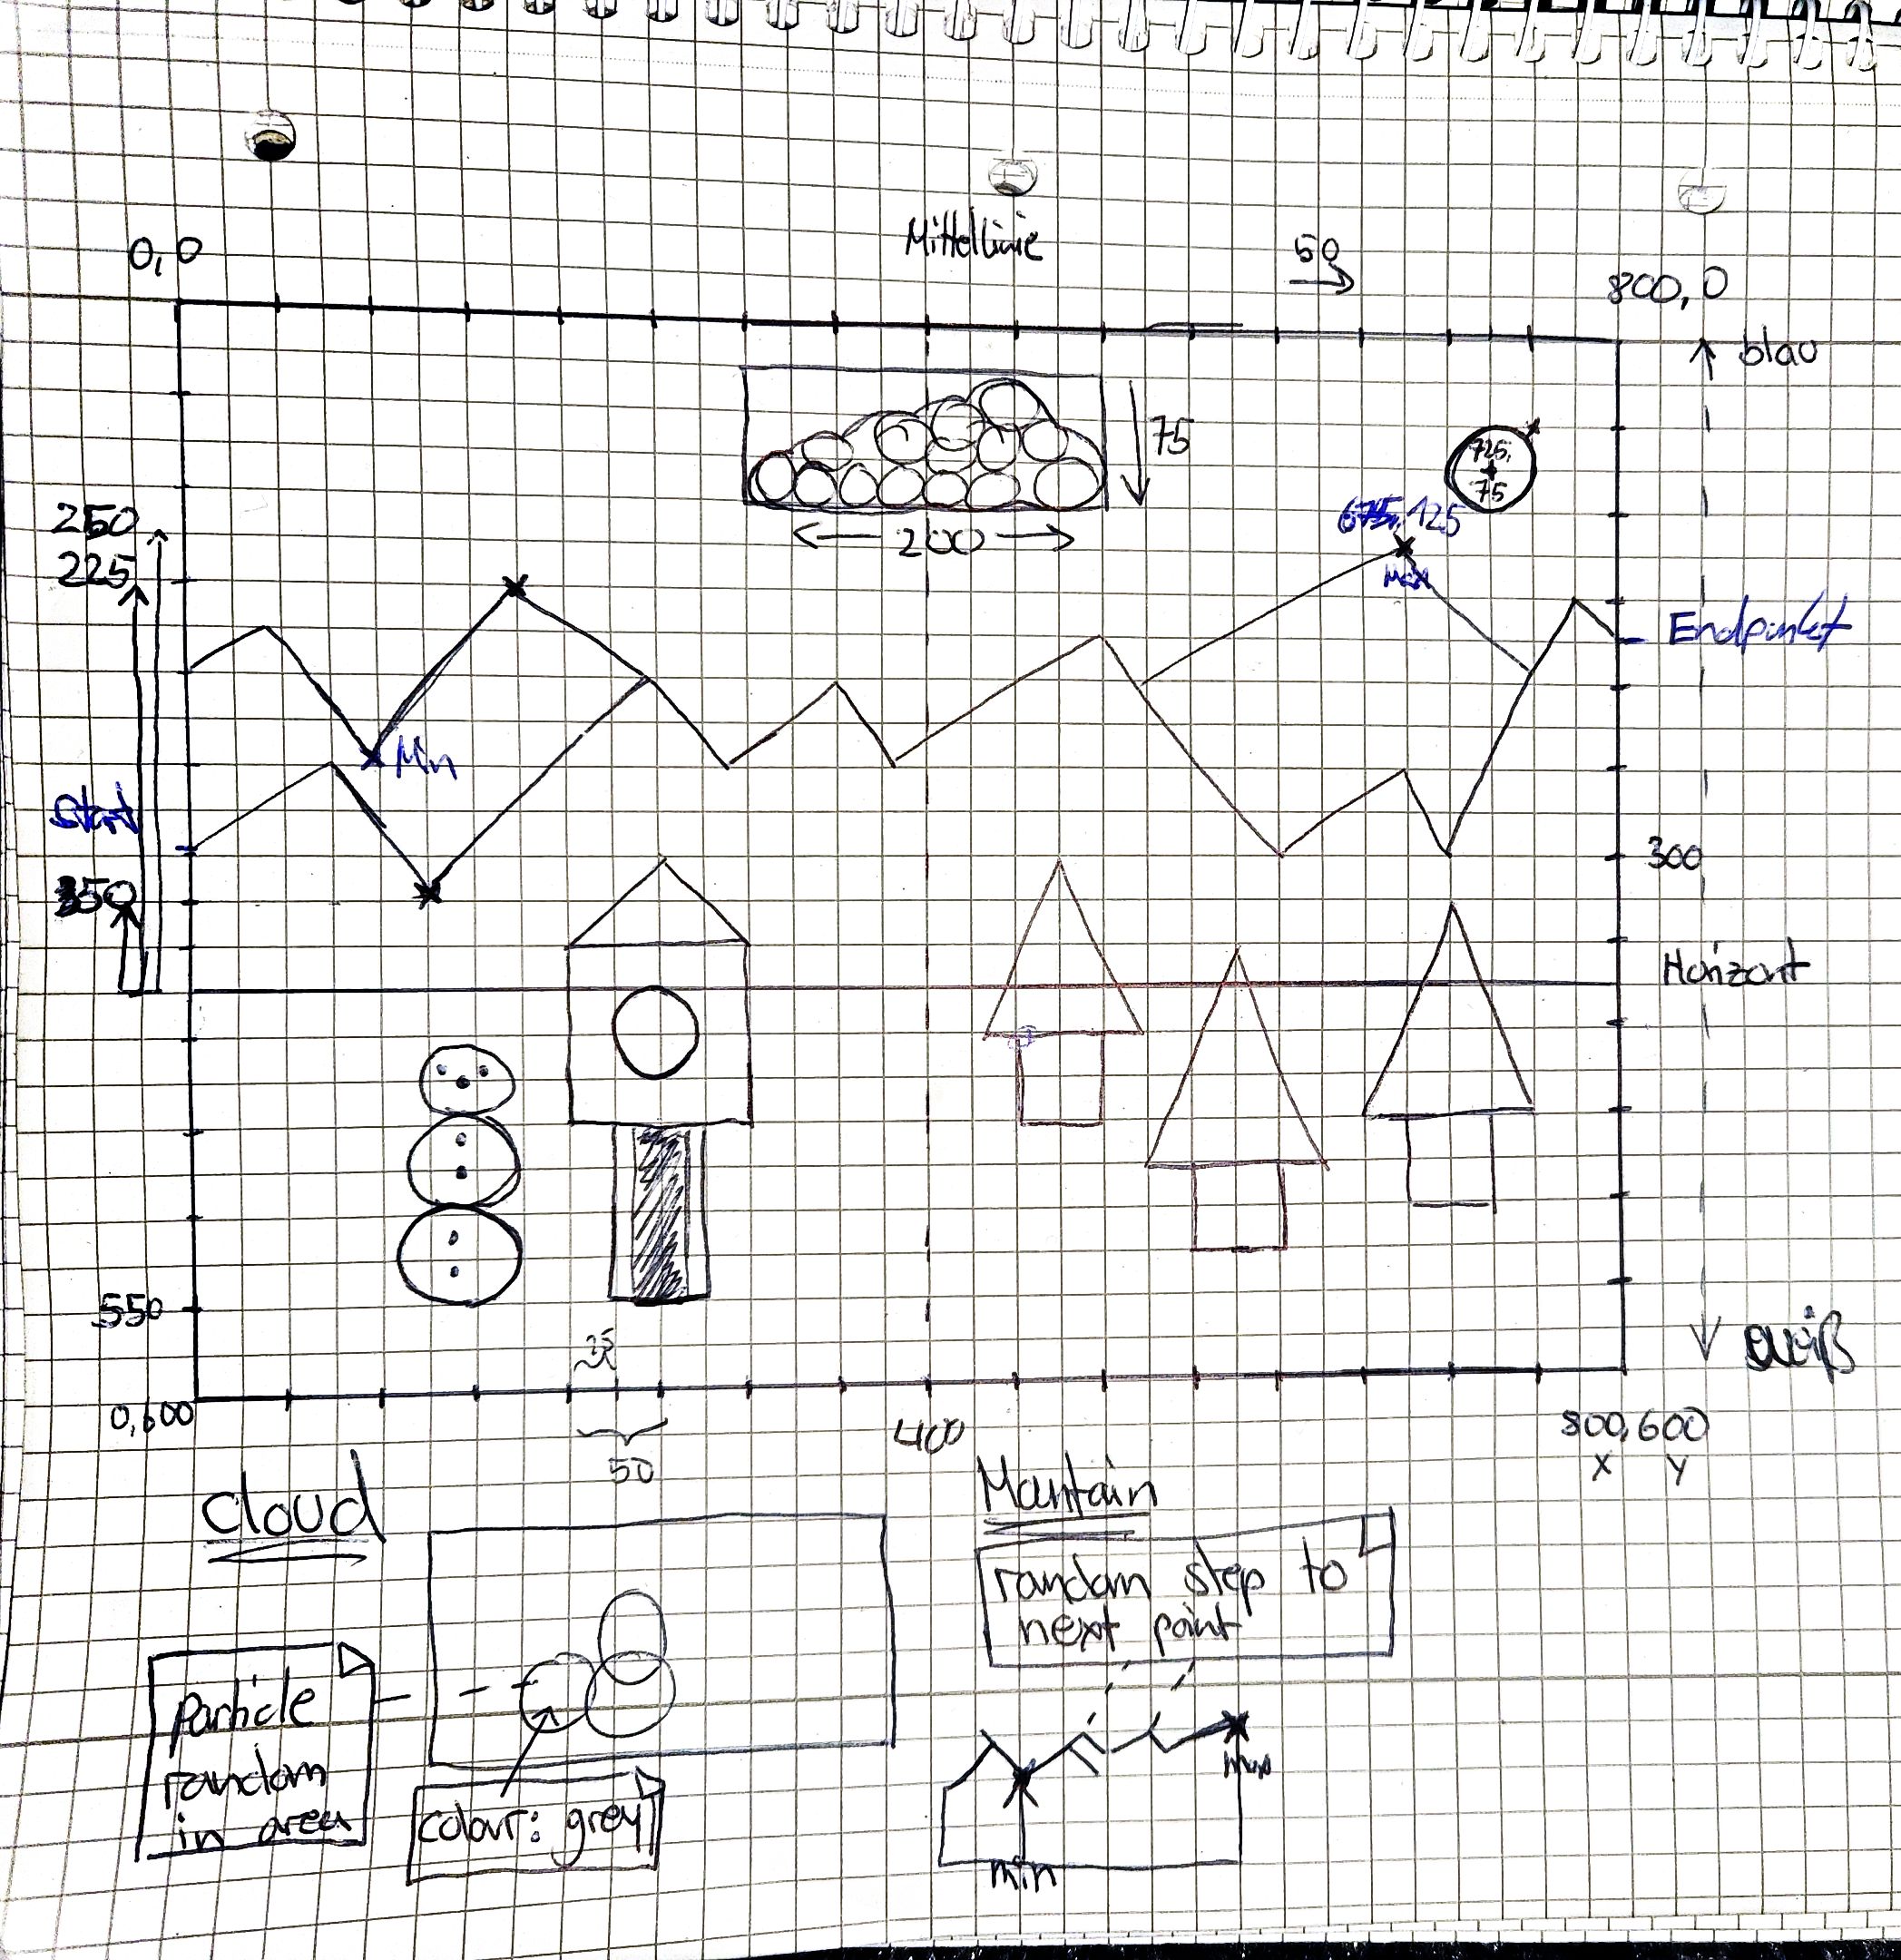 Mittellinie
0,0
50
800,0
blau
75
725,
75
200
675, 125
Max
250
225
Endpunkt
Min
Start
300
350
Horizont
550
35
0,600
50
400
800,600
X Y
cloud
Mountain
random step to
next point
particle
random
in area
colour: grey
max
min